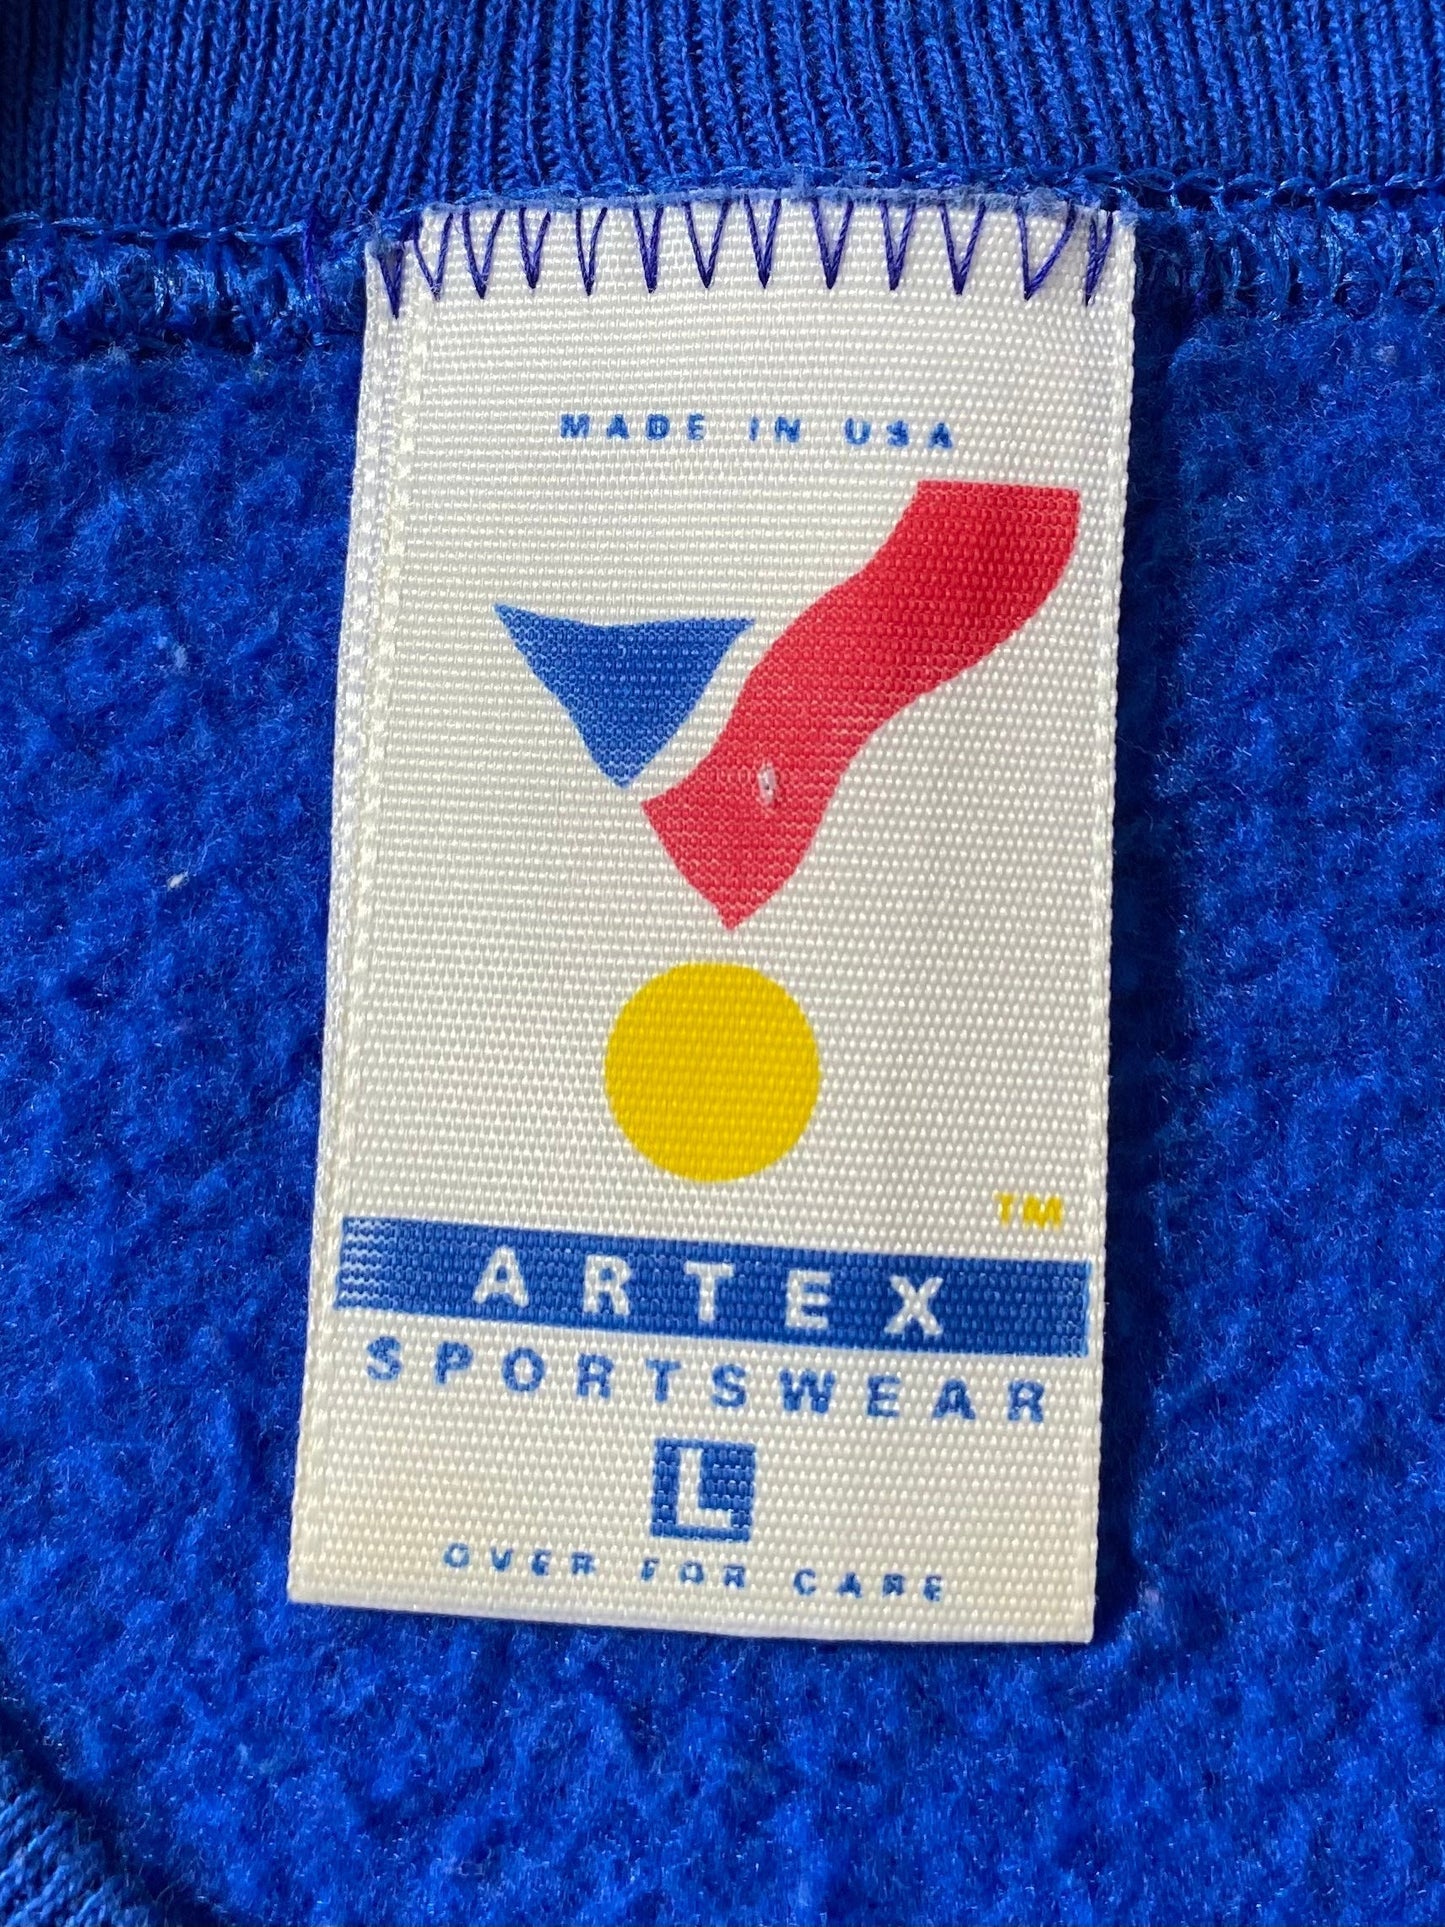 MADE IN USA
TM
ARTEX
SPORTSWEAR
L
OVER FOR CARE